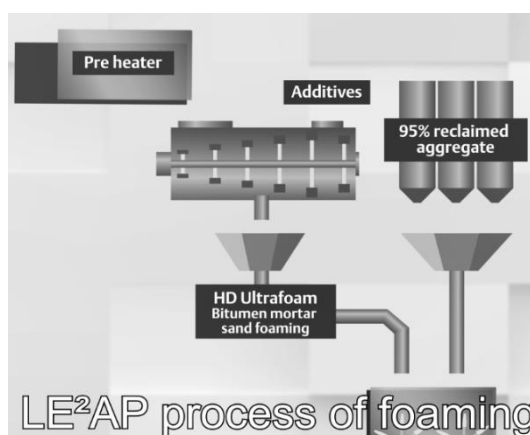 Pre heater
Additives
95% reclaimed
aggregate
HD Ultrafoam
Bitumen mortar
sand foaming
LE²AP process of foaming